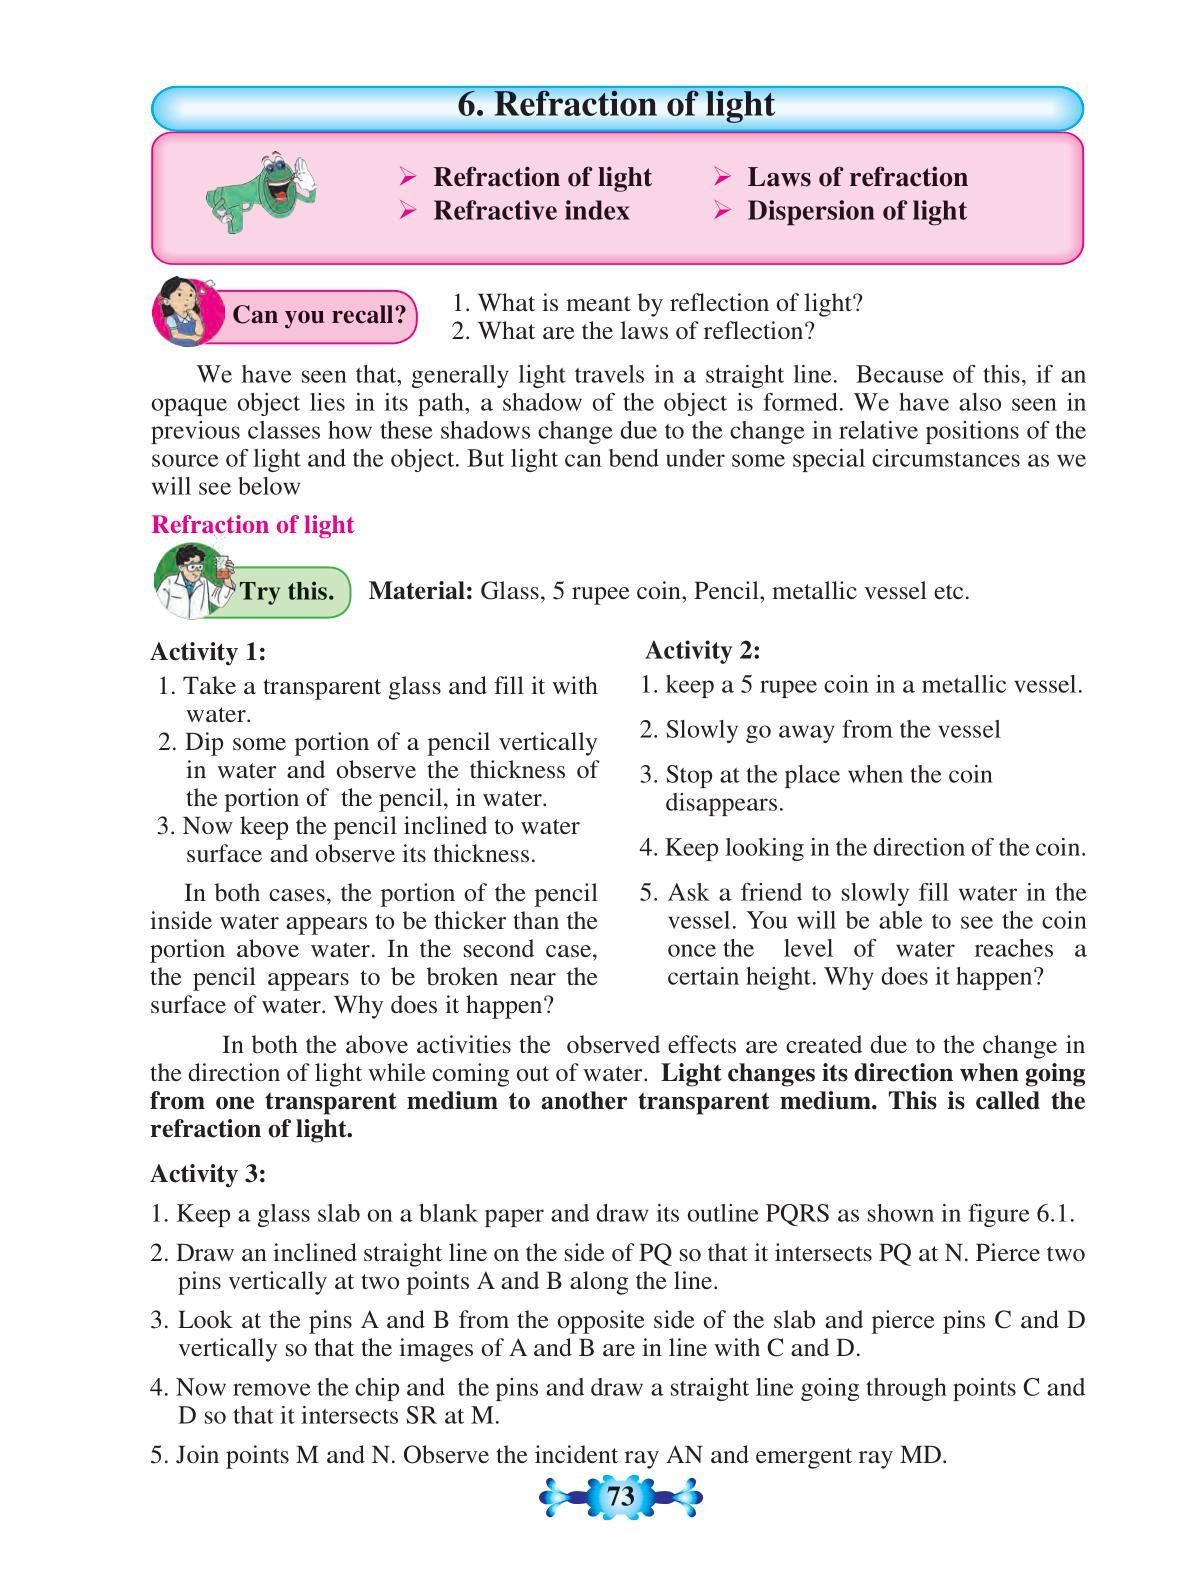 6. Refraction of light
Refraction of light
Laws of refraction
Refractive index
Dispersion of light
Can you recall?
1. What is meant by reflection of light?
2. What are the laws of reflection?
We have seen that, generally light travels in a straight line. Because of this, if an
opaque object lies in its path, a shadow of the object is formed. We have also seen in
previous classes how these shadows change due to the change in relative positions of the
source of light and the object. But light can bend under some special circumstances as we
will see below
Refraction of light
Try this.
Material: Glass, 5 rupee coin, Pencil, metallic vessel etc.
Activity 1:
1. Take a transparent glass and fill it with
water.
2. Dip some portion of a pencil vertically
in water and observe the thickness of
the portion of the pencil, in water.
3. Now keep the pencil inclined to water
surface and observe its thickness.
In both cases, the portion of the pencil
inside water appears to be thicker than the
portion above water. In the second case,
the pencil appears to be broken near the
surface of water. Why does it happen?
Activity 2:
1. keep a 5 rupee coin in a metallic vessel.
2. Slowly go away from the vessel
3. Stop at the place when the coin
disappears.
4. Keep looking in the direction of the coin.
5. Ask a friend to slowly fill water in the
vessel. You will be able to see the coin
once the level of water reaches a
certain height. Why does it happen?
In both the above activities the observed effects are created due to the change in
the direction of light while coming out of water. Light changes its direction when going
from one transparent medium to another transparent medium. This is called the
refraction of light.
Activity 3:
1. Keep a glass slab on a blank paper and draw its outline PQRS as shown in figure 6.1.
2. Draw an inclined straight line on the side of PQ so that it intersects PQ at N. Pierce two
pins vertically at two points A and B along the line.
3. Look at the pins A and B from the opposite side of the slab and pierce pins C and D
vertically so that the images of A and B are in line with C and D.
4. Now remove the chip and the pins and draw a straight line going through points C and
D so that it intersects SR at M.
5. Join points M and N. Observe the incident ray AN and emergent ray MD.
73